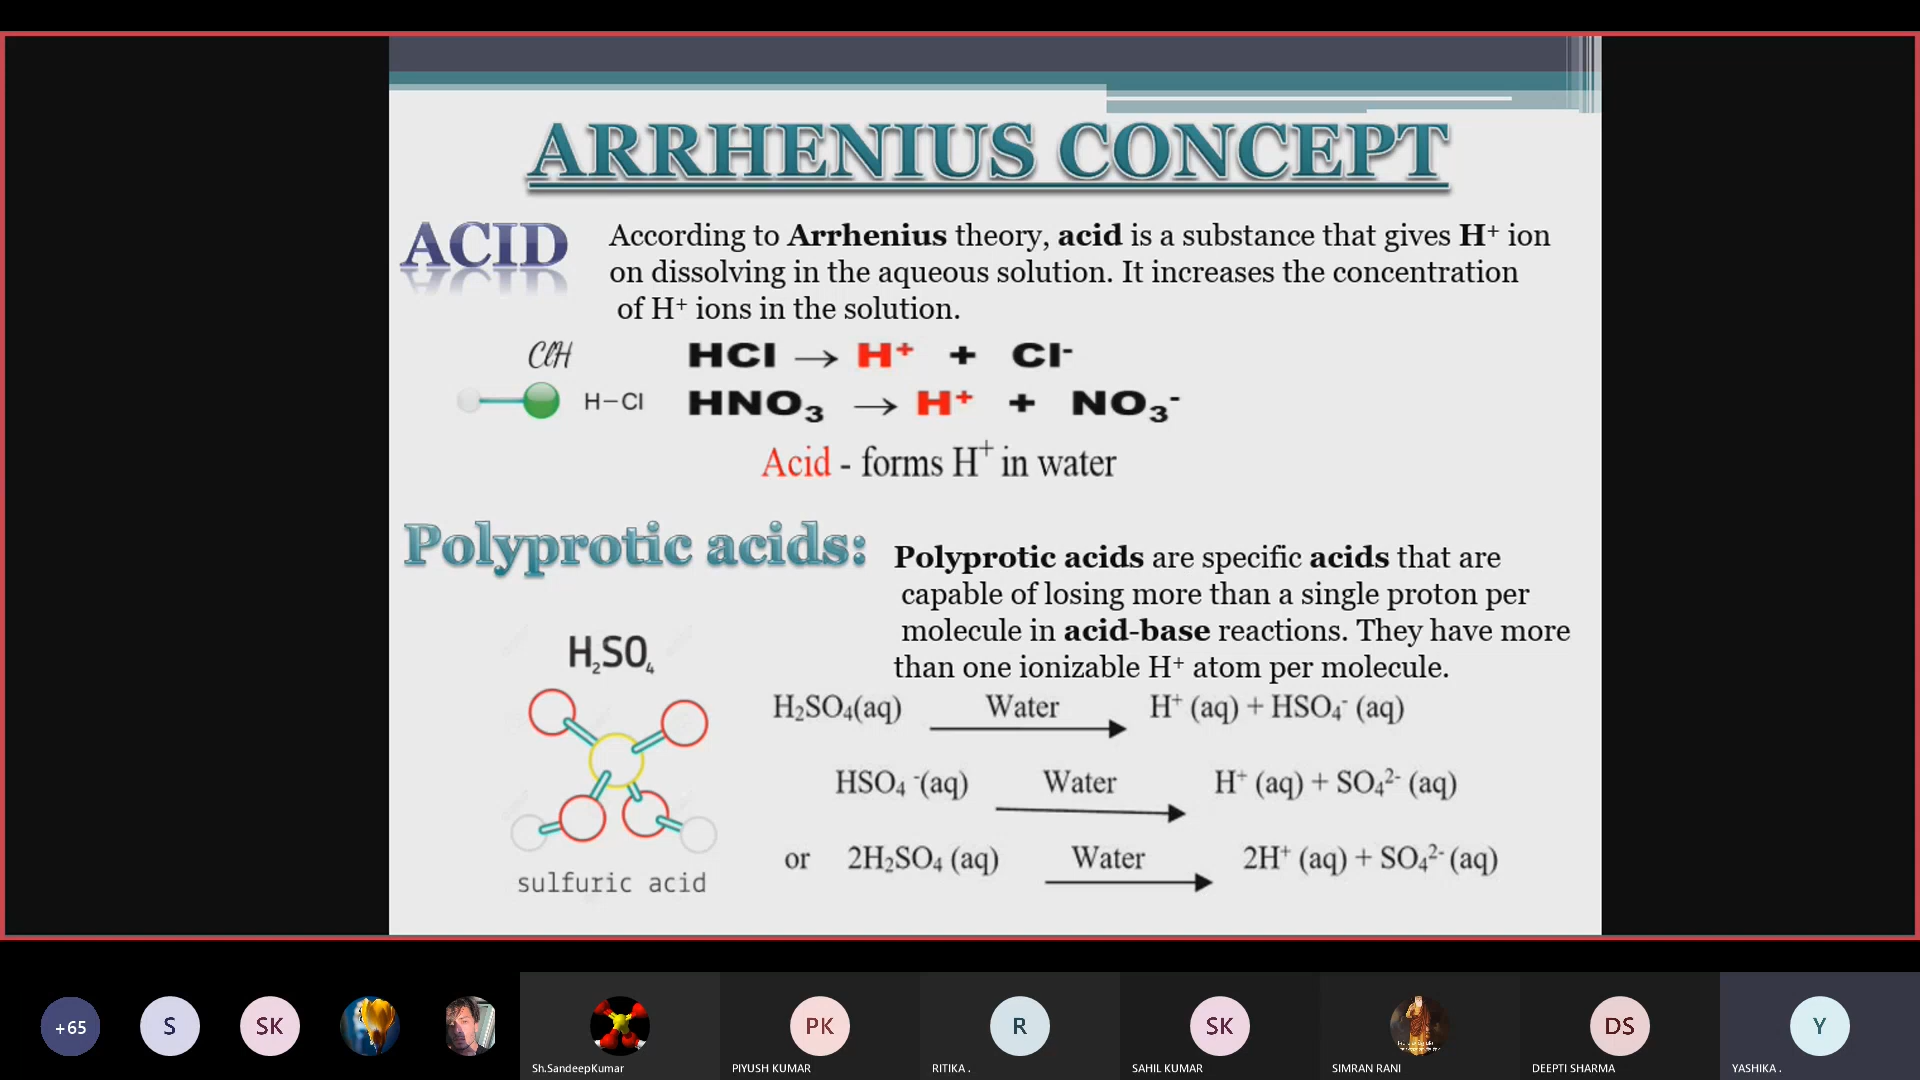 ARRHENIUS CONCEPT
ACID
According to Arrhenius theory, acid is a substance that gives H⁺ ion
on dissolving in the aqueous solution. It increases the concentration
of H⁺ ions in the solution.
ClH
H−Cl
HCl → H⁺ + Cl⁻
HNO₃ → H⁺ + NO₃⁻
Acid - forms H⁺ in water
Polyprotic acids:
Polyprotic acids are specific acids that are
capable of losing more than a single proton per
molecule in acid-base reactions. They have more
than one ionizable H⁺ atom per molecule.
H₂SO₄
sulfuric acid
H₂SO₄(aq) Water H⁺ (aq) + HSO₄⁻ (aq)
HSO₄⁻(aq) Water H⁺ (aq) + SO₄²⁻ (aq)
or 2H₂SO₄ (aq) Water 2H⁺ (aq) + SO₄²⁻ (aq)
+65
S
SK
Sh.SandeepKumar
PK
PIYUSH KUMAR
R
RITIKA .
SK
SAHIL KUMAR
SIMRAN RANI
DS
DEEPTI SHARMA
Y
YASHIKA .